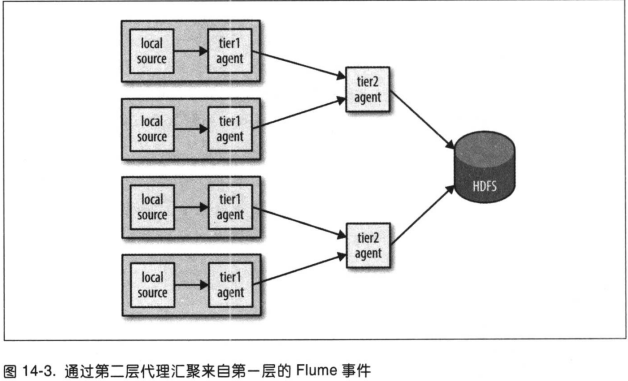 local
source
tier1
agent
local
source
tier1
agent
tier2
agent
HDFS
local
source
tier1
agent
local
source
tier1
agent
tier2
agent
图 14-3. 通过第二层代理汇聚来自第一层的 Flume 事件